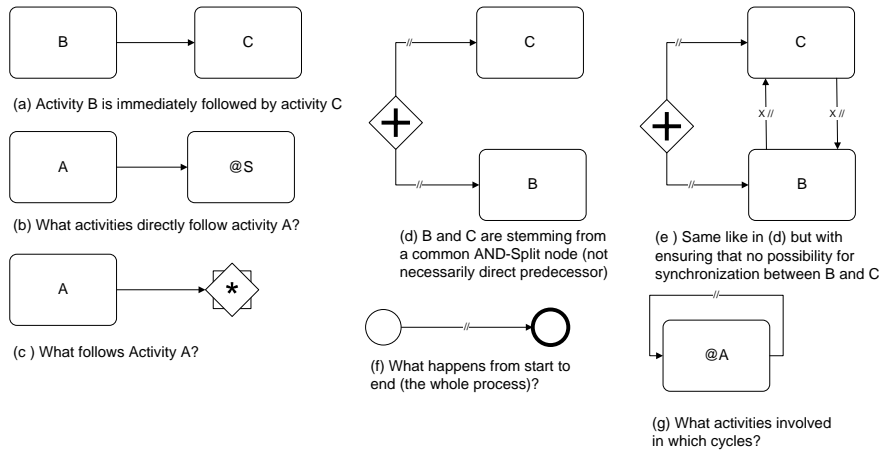 B
C
(a) Activity B is immediately followed by activity C
A
@S
(b) What activities directly follow activity A?
A
*
(c ) What follows Activity A?
//
C
//
B
(d) B and C are stemming from
a common AND-Split node (not
necessarily direct predecessor)
//
C
X //
X //
//
B
(e ) Same like in (d) but with
ensuring that no possibility for
synchronization between B and C
//
(f) What happens from start to
end (the whole process)?
//
@A
(g) What activities involved
in which cycles?